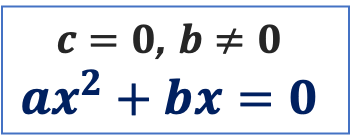 c = 0, b ≠ 0
ax² + bx = 0